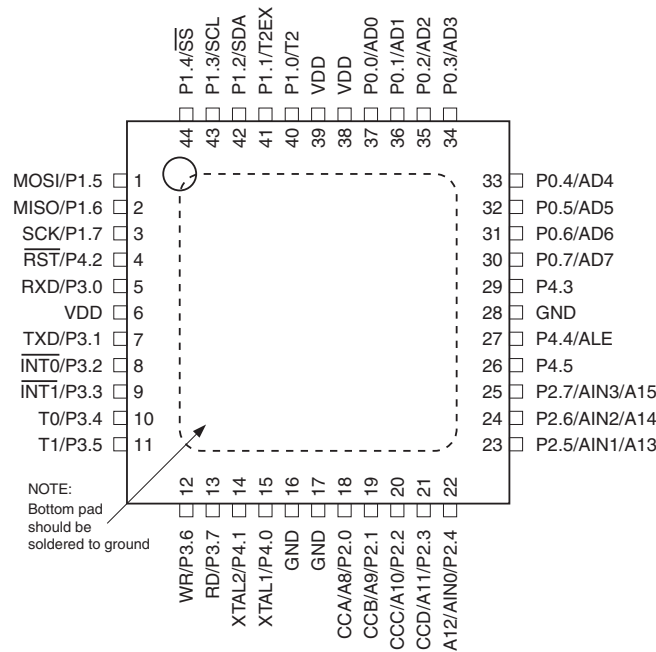 P1.4/SS
P1.3/SCL
P1.2/SDA
P1.1/T2EX
P1.0/T2
VDD
VDD
P0.0/AD0
P0.1/AD1
P0.2/AD2
P0.3/AD3
44
43
42
41
40
39
38
37
36
35
34
MOSI/P1.5 1
MISO/P1.6 2
SCK/P1.7 3
RST/P4.2 4
RXD/P3.0 5
VDD 6
TXD/P3.1 7
INT0/P3.2 8
INT1/P3.3 9
T0/P3.4 10
T1/P3.5 11
33 P0.4/AD4
32 P0.5/AD5
31 P0.6/AD6
30 P0.7/AD7
29 P4.3
28 GND
27 P4.4/ALE
26 P4.5
25 P2.7/AIN3/A15
24 P2.6/AIN2/A14
23 P2.5/AIN1/A13
NOTE:
Bottom pad
should be
soldered to ground
12
13
14
15
16
17
18
19
20
21
22
WR/P3.6
RD/P3.7
XTAL2/P4.1
XTAL1/P4.0
GND
GND
CCA/A8/P2.0
CCB/A9/P2.1
CCC/A10/P2.2
CCD/A11/P2.3
A12/AIN0/P2.4